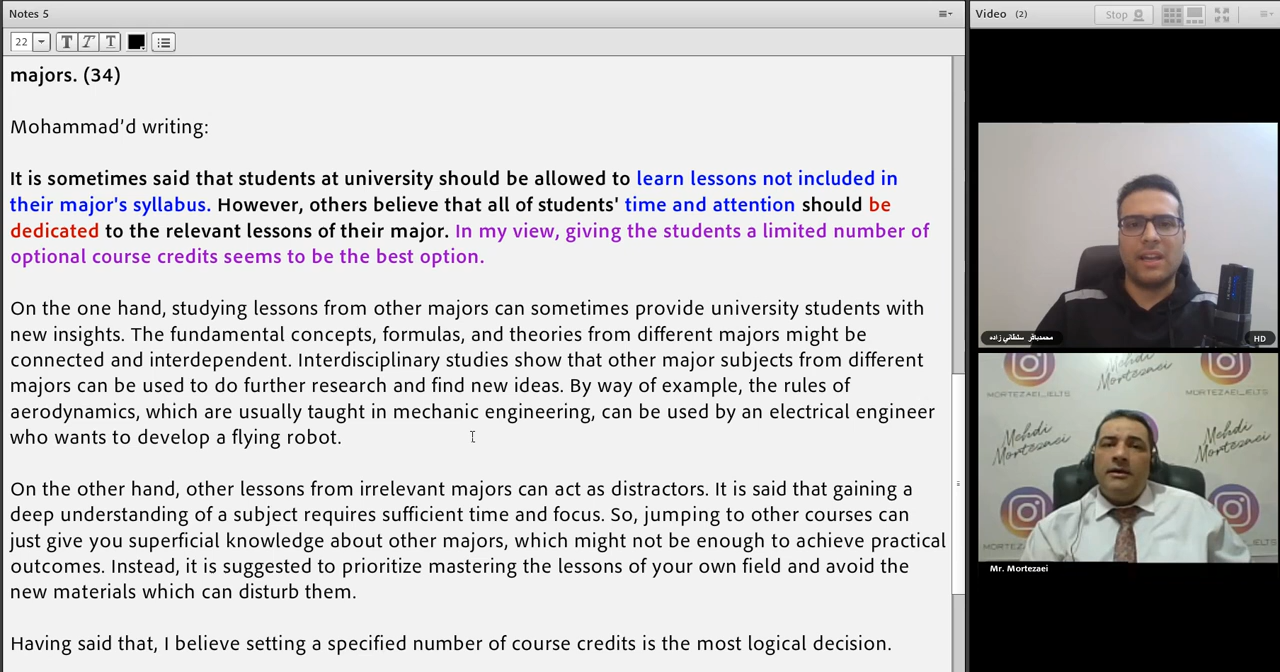 Notes 5
Video (2)
22
T T T
Stop
majors. (34)
Mohammad’d writing:
It is sometimes said that students at university should be allowed to learn lessons not included in
their major's syllabus. However, others believe that all of students' time and attention should be
dedicated to the relevant lessons of their major. In my view, giving the students a limited number of
optional course credits seems to be the best option.
On the one hand, studying lessons from other majors can sometimes provide university students with
new insights. The fundamental concepts, formulas, and theories from different majors might be
connected and interdependent. Interdisciplinary studies show that other major subjects from different
majors can be used to do further research and find new ideas. By way of example, the rules of
aerodynamics, which are usually taught in mechanic engineering, can be used by an electrical engineer
who wants to develop a flying robot.
On the other hand, other lessons from irrelevant majors can act as distractors. It is said that gaining a
deep understanding of a subject requires sufficient time and focus. So, jumping to other courses can
just give you superficial knowledge about other majors, which might not be enough to achieve practical
outcomes. Instead, it is suggested to prioritize mastering the lessons of your own field and avoid the
new materials which can disturb them.
Having said that, I believe setting a specified number of course credits is the most logical decision.
محمدباقر سلطاني زاده
HD
Mehdi
Mortezaei
MORTEZAEI_IELTS
Mehdi
Mortezaei
Mehdi
Mortezaei
Mr. Mortezaei